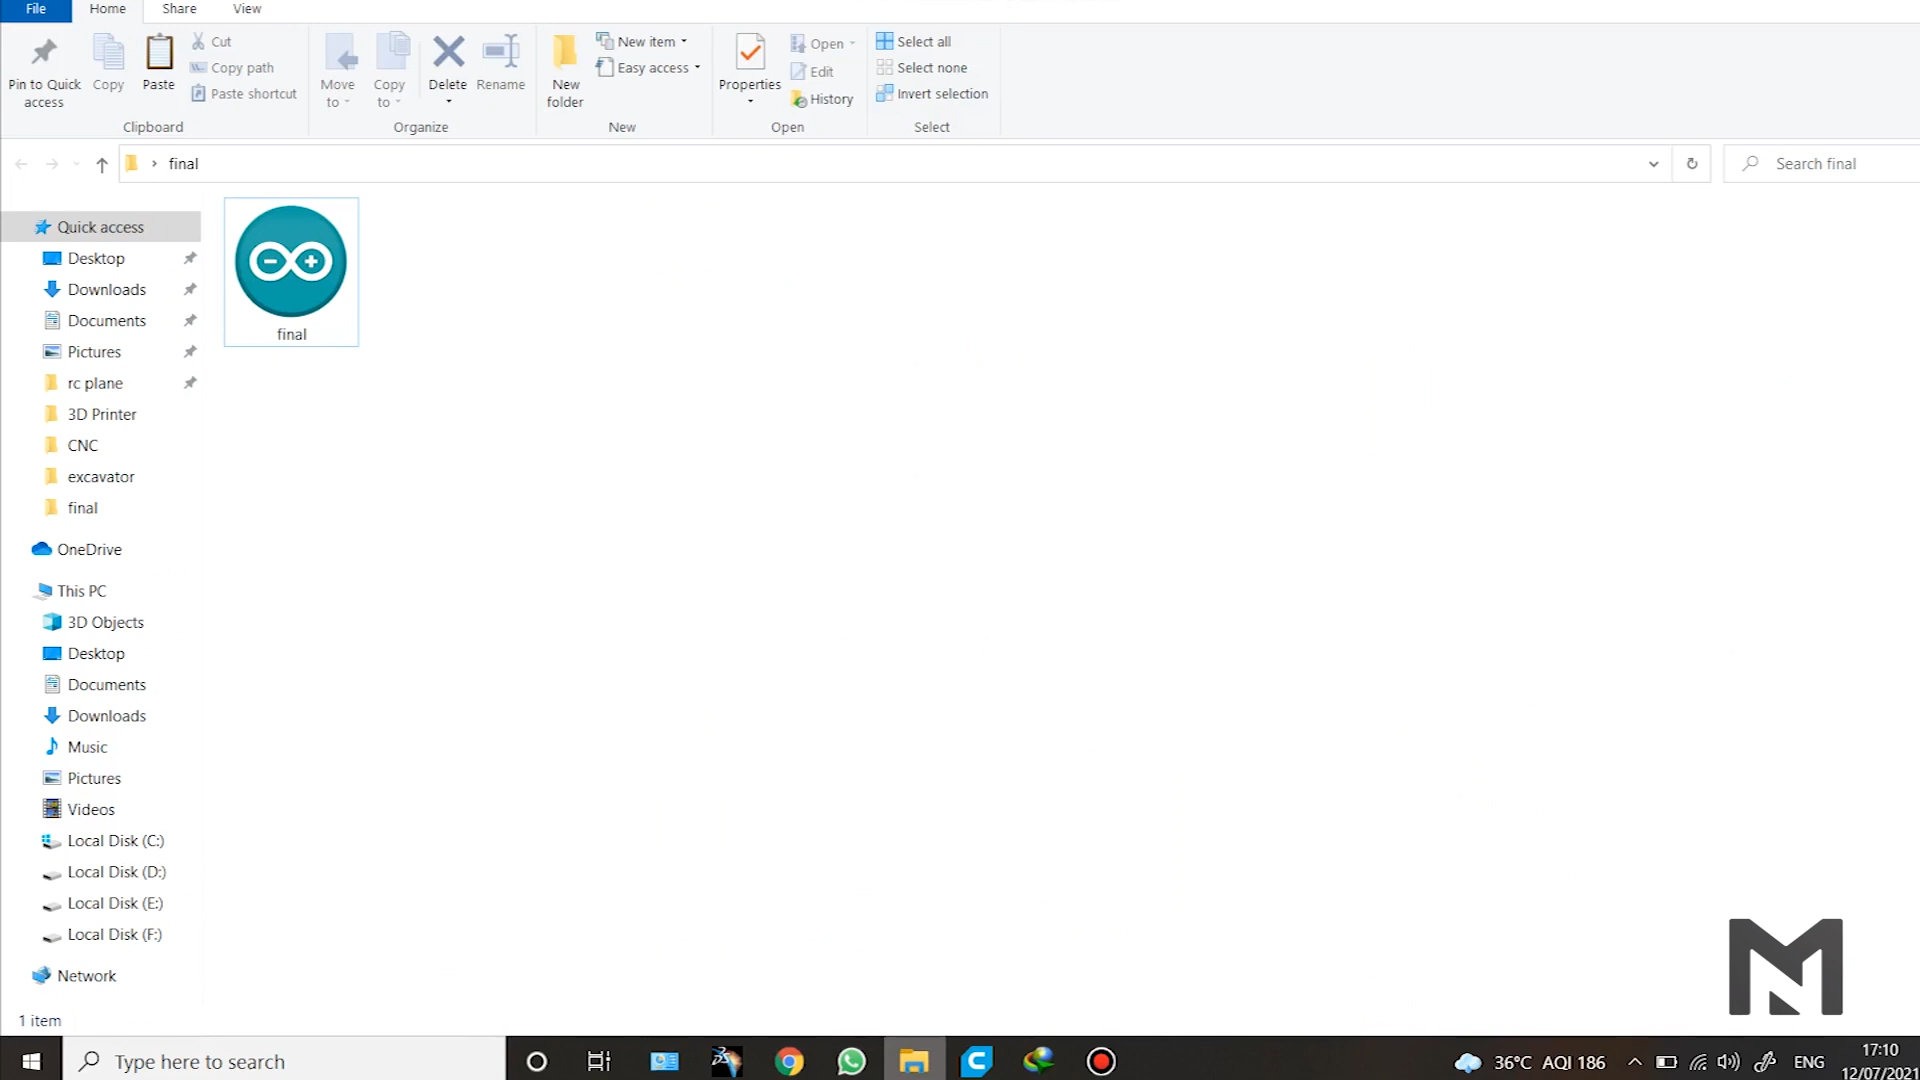 File Home Share View
Cut New item Open Select all
Copy path Easy access Edit Select none
Pin to Quick access Copy Paste Paste shortcut Move to Copy to Delete Rename New folder Properties History Invert selection
Clipboard Organize New Open Select
final Search final
Quick access
Desktop
Downloads
Documents
Pictures
rc plane
3D Printer
CNC
excavator
final
OneDrive
This PC
3D Objects
Desktop
Documents
Downloads
Music
Pictures
Videos
Local Disk (C:)
Local Disk (D:)
Local Disk (E:)
Local Disk (F:)
Network
final
1 item
Type here to search 36°C AQI 186 ENG 17:10
12/07/2021